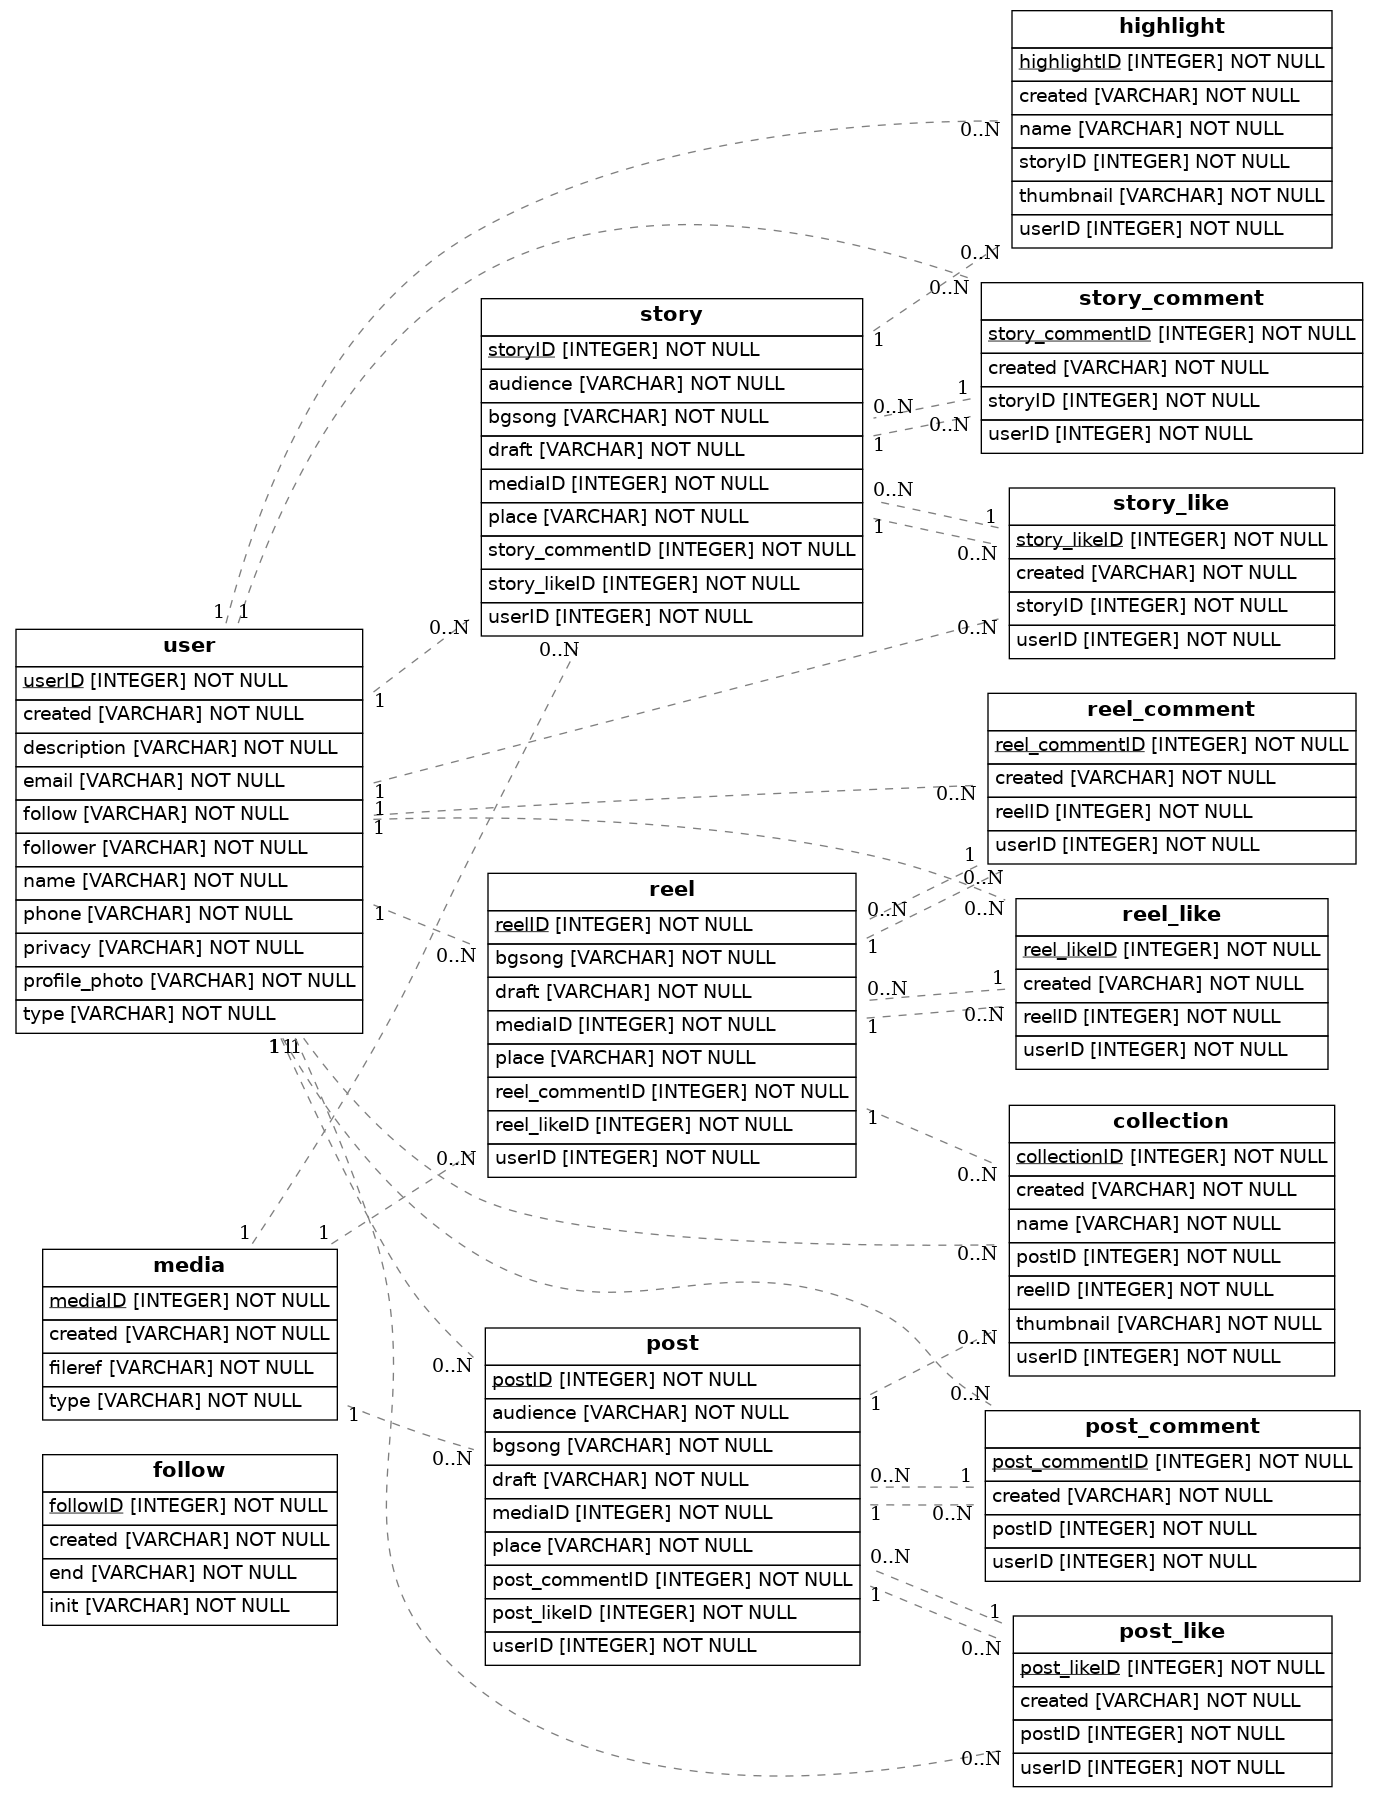 highlight
highlightID [INTEGER] NOT NULL
created [VARCHAR] NOT NULL
name [VARCHAR] NOT NULL
storyID [INTEGER] NOT NULL
thumbnail [VARCHAR] NOT NULL
userID [INTEGER] NOT NULL
0..N
0..N
0..N
story_comment
story_commentID [INTEGER] NOT NULL
created [VARCHAR] NOT NULL
storyID [INTEGER] NOT NULL
userID [INTEGER] NOT NULL
story
storyID [INTEGER] NOT NULL
audience [VARCHAR] NOT NULL
bgsong [VARCHAR] NOT NULL
draft [VARCHAR] NOT NULL
mediaID [INTEGER] NOT NULL
place [VARCHAR] NOT NULL
story_commentID [INTEGER] NOT NULL
story_likeID [INTEGER] NOT NULL
userID [INTEGER] NOT NULL
1
0..N
1
1
0..N
0..N
1
1
0..N
story_like
story_likeID [INTEGER] NOT NULL
created [VARCHAR] NOT NULL
storyID [INTEGER] NOT NULL
userID [INTEGER] NOT NULL
1
1
0..N
0..N
0..N
user
userID [INTEGER] NOT NULL
created [VARCHAR] NOT NULL
description [VARCHAR] NOT NULL
email [VARCHAR] NOT NULL
follow [VARCHAR] NOT NULL
follower [VARCHAR] NOT NULL
name [VARCHAR] NOT NULL
phone [VARCHAR] NOT NULL
privacy [VARCHAR] NOT NULL
profile_photo [VARCHAR] NOT NULL
type [VARCHAR] NOT NULL
1
1
1
1
1
0..N
reel_comment
reel_commentID [INTEGER] NOT NULL
created [VARCHAR] NOT NULL
reelID [INTEGER] NOT NULL
userID [INTEGER] NOT NULL
0..N
1
0..N
0..N
reel
reelID [INTEGER] NOT NULL
bgsong [VARCHAR] NOT NULL
draft [VARCHAR] NOT NULL
mediaID [INTEGER] NOT NULL
place [VARCHAR] NOT NULL
reel_commentID [INTEGER] NOT NULL
reel_likeID [INTEGER] NOT NULL
userID [INTEGER] NOT NULL
0..N
1
0..N
1
1
0..N
1
0..N
reel_like
reel_likeID [INTEGER] NOT NULL
created [VARCHAR] NOT NULL
reelID [INTEGER] NOT NULL
userID [INTEGER] NOT NULL
1
1
1
1
0..N
0..N
collection
collectionID [INTEGER] NOT NULL
created [VARCHAR] NOT NULL
name [VARCHAR] NOT NULL
postID [INTEGER] NOT NULL
reelID [INTEGER] NOT NULL
thumbnail [VARCHAR] NOT NULL
userID [INTEGER] NOT NULL
1
1
media
mediaID [INTEGER] NOT NULL
created [VARCHAR] NOT NULL
fileref [VARCHAR] NOT NULL
type [VARCHAR] NOT NULL
1
0..N
0..N
0..N
0..N
post
postID [INTEGER] NOT NULL
audience [VARCHAR] NOT NULL
bgsong [VARCHAR] NOT NULL
draft [VARCHAR] NOT NULL
mediaID [INTEGER] NOT NULL
place [VARCHAR] NOT NULL
post_commentID [INTEGER] NOT NULL
post_likeID [INTEGER] NOT NULL
userID [INTEGER] NOT NULL
1
0..N
1
1
0..N
0..N
1
1
0..N
post_comment
post_commentID [INTEGER] NOT NULL
created [VARCHAR] NOT NULL
postID [INTEGER] NOT NULL
userID [INTEGER] NOT NULL
follow
followID [INTEGER] NOT NULL
created [VARCHAR] NOT NULL
end [VARCHAR] NOT NULL
init [VARCHAR] NOT NULL
post_like
post_likeID [INTEGER] NOT NULL
created [VARCHAR] NOT NULL
postID [INTEGER] NOT NULL
userID [INTEGER] NOT NULL
0..N